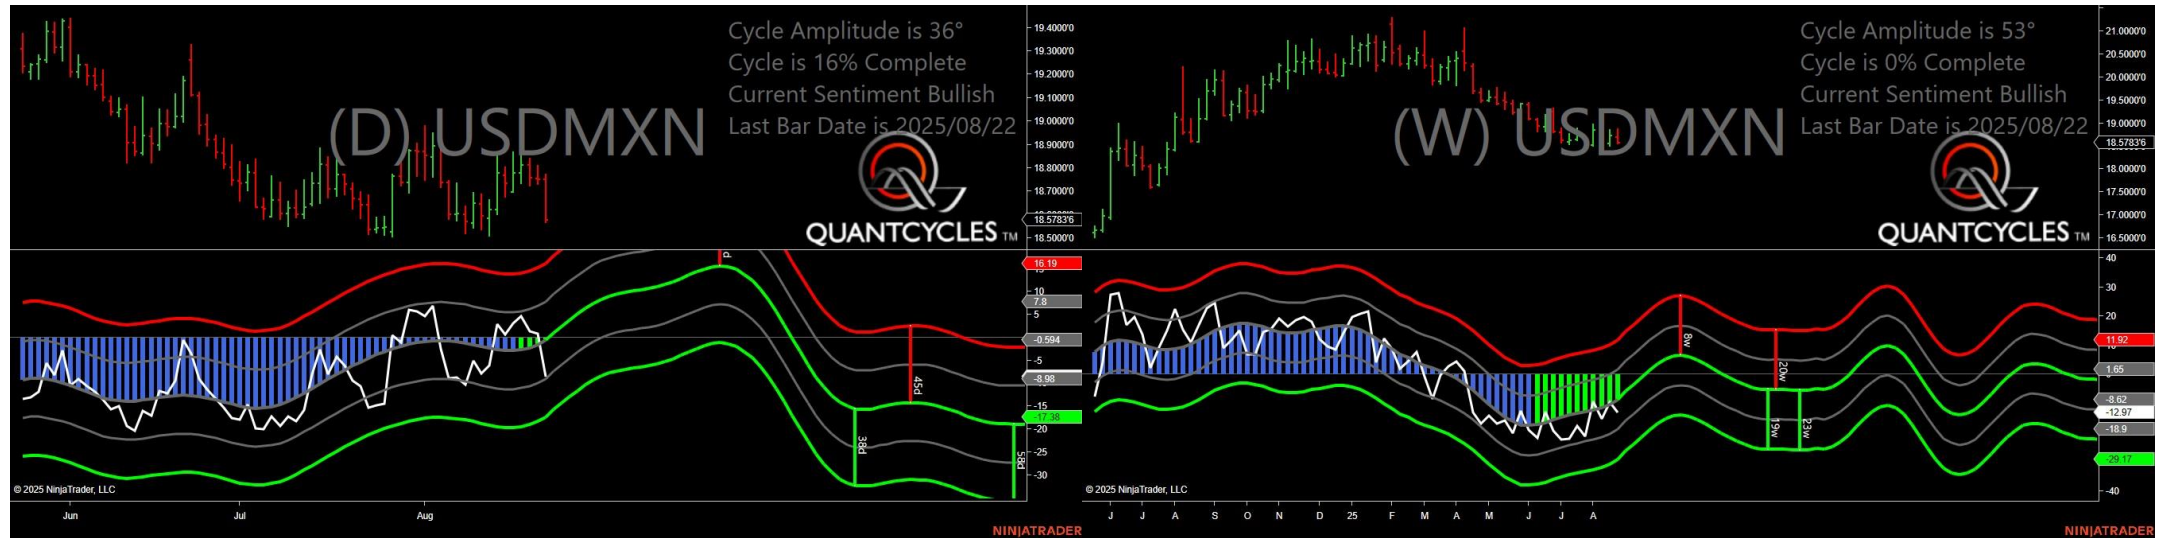 Cycle Amplitude is 36°
Cycle is 16% Complete
Current Sentiment Bullish
Last Bar Date is 2025/08/22
(D) USDMXN
QUANTCYCLES TM
19.4000'0
19.3000'0
19.2000'0
19.1000'0
19.0000'0
18.9000'0
18.8000'0
18.7000'0
18.5783'6
18.5000'0
16.19
10
7.8
5
-0.594
-5
-8.98
-15
-17.38
-20
-25
-30
d
45d
38d
58d
© 2025 NinjaTrader, LLC
Jun Jul Aug
NINJATRADER
Cycle Amplitude is 53°
Cycle is 0% Complete
Current Sentiment Bullish
Last Bar Date is 2025/08/22
(W) USDMXN
QUANTCYCLES TM
21.0000'0
20.5000'0
20.0000'0
19.5000'0
19.0000'0
18.5783'6
18.0000'0
17.5000'0
17.0000'0
16.5000'0
40
30
20
11.92
1.65
-8.62
-12.97
-18.9
-29.17
-40
8w
20w
19w
23w
© 2025 NinjaTrader, LLC
J J A S O N D 25 F M A M J J A
NINJATRADER